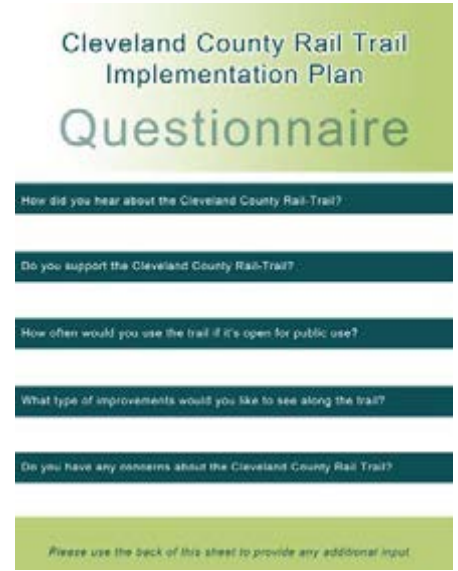 Cleveland County Rail Trail
Implementation Plan
Questionnaire
How did you hear about the Cleveland County Rail-Trail?
Do you support the Cleveland County Rail-Trail?
How often would you use the trail if it's open for public use?
What type of improvements would you like to see along the trail?
Do you have any concerns about the Cleveland County Rail Trail?
Please use the back of this sheet to provide any additional input